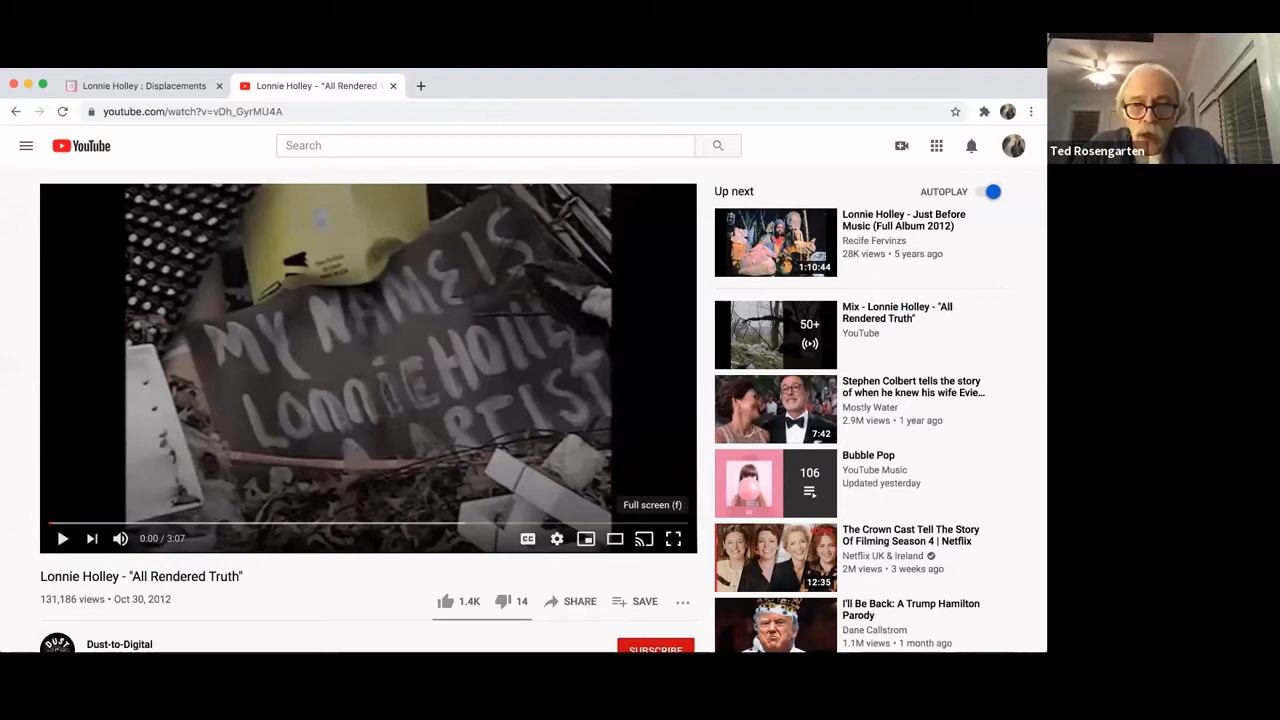 Lonnie Holley : Displacements
Lonnie Holley - "All Rendered T
youtube.com/watch?v=vDh_GyrMU4A
YouTube
Search
Ted Rosengarten
MY NAME IS
LONNIE HOLLEY
A ARTIST
Full screen (f)
0:00 / 3:07
CC
Lonnie Holley - "All Rendered Truth"
131,186 views • Oct 30, 2012
1.4K
14
SHARE
SAVE
DUST
Dust-to-Digital
SUBSCRIBE
Up next
AUTOPLAY
1:10:44
Lonnie Holley - Just Before
Music (Full Album 2012)
Recife Fervinzs
28K views • 5 years ago
50+
Mix - Lonnie Holley - "All
Rendered Truth"
YouTube
7:42
Stephen Colbert tells the story
of when he knew his wife Evie...
Mostly Water
2.9M views • 1 year ago
106
Bubble Pop
YouTube Music
Updated yesterday
12:35
The Crown Cast Tell The Story
Of Filming Season 4 | Netflix
Netflix UK & Ireland
2M views • 3 weeks ago
I'll Be Back: A Trump Hamilton
Parody
Dane Callstrom
1.1M views • 1 month ago